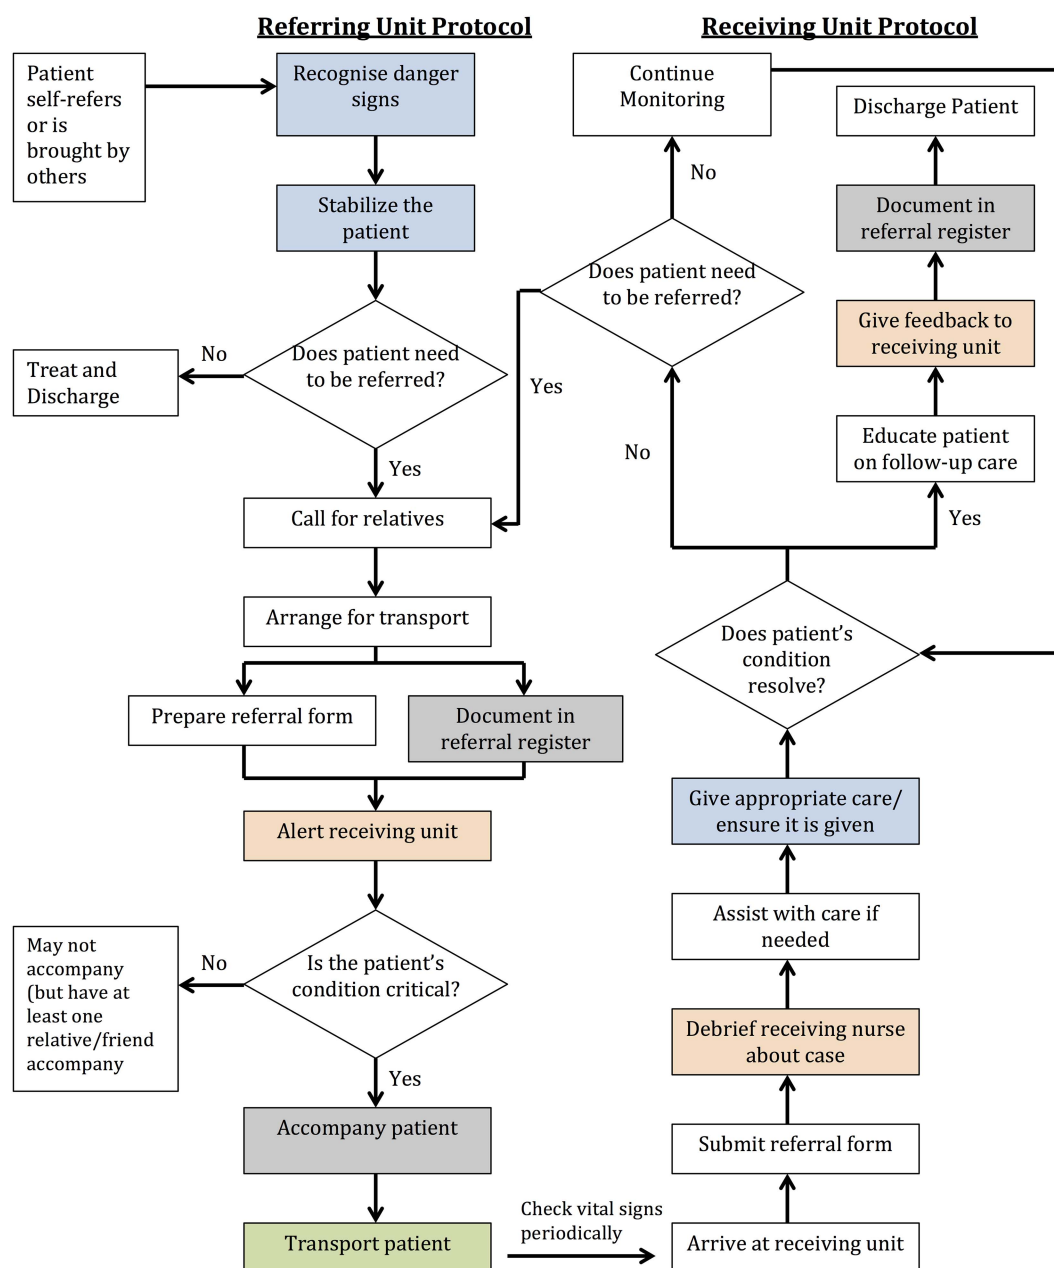 Referring Unit Protocol
Receiving Unit Protocol
Patient
self-refers
or is
brought by
others
Recognise danger
signs
Stabilize the
patient
Does patient need
to be referred?
No
Treat and
Discharge
Yes
Call for relatives
Arrange for transport
Prepare referral form
Document in
referral register
Alert receiving unit
Is the patient's
condition critical?
No
May not
accompany
(but have at
least one
relative/friend
accompany
Yes
Accompany patient
Transport patient
Check vital signs
periodically
Arrive at receiving unit
Submit referral form
Debrief receiving nurse
about case
Assist with care if
needed
Give appropriate care/
ensure it is given
Does patient's
condition
resolve?
No
Does patient need
to be referred?
Yes
No
Continue
Monitoring
Yes
Educate patient
on follow-up care
Give feedback to
receiving unit
Document in
referral register
Discharge Patient